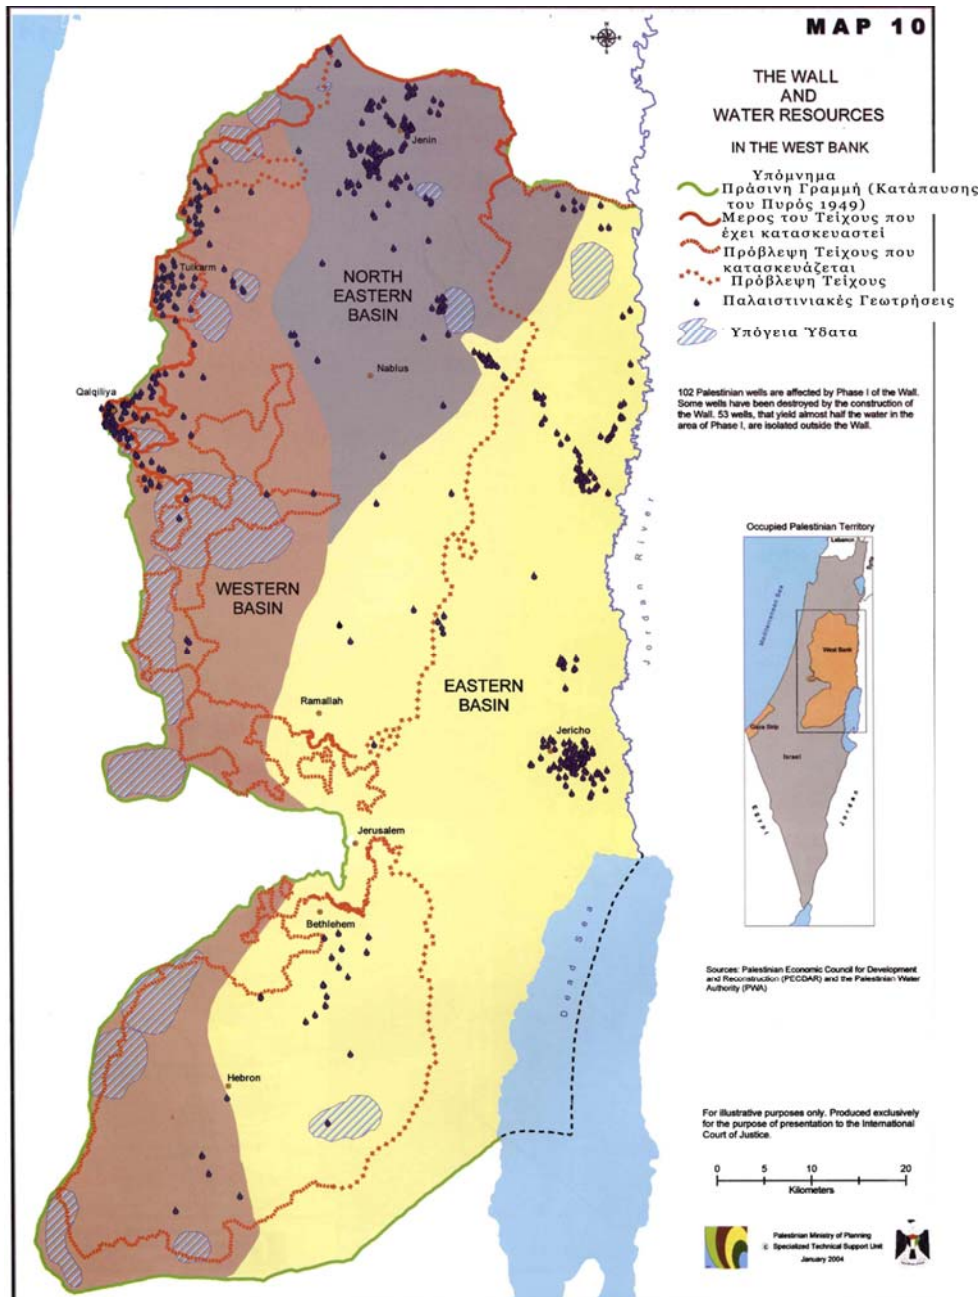 MAP 10
THE WALL
AND
WATER RESOURCES
IN THE WEST BANK
Υπόμνημα
Πράσινη Γραμμή (Κατάπαυσης
του Πυρός 1949)
Μερος του Τείχους που
έχει κατασκευαστεί
Πρόβλεψη Τείχους που
κατασκευάζεται
Πρόβλεψη Τείχους
Παλαιστινιακές Γεωτρήσεις
Υπόγεια Ύδατα
102 Palestinian wells are affected by Phase I of the Wall.
Some wells have been destroyed by the construction of
the Wall. 53 wells, that yield almost half the water in the
area of Phase I, are isolated outside the Wall.
Jenin
Tulkarm
NORTH
EASTERN
BASIN
Nablus
Qalqiliya
WESTERN
BASIN
Jordan River
EASTERN
BASIN
Ramallah
Jericho
Jerusalem
Bethlehem
Dead Sea
Hebron
Occupied Palestinian Territory
Lebanon
Syria
Mediterranean Sea
West Bank
Gaza Strip
Israel
EGYPT
Jordan
Sources: Palestinian Economic Council for Development
and Reconstruction (PECDAR) and the Palestinian Water
Authority (PWA)
For illustrative purposes only. Produced exclusively
for the purpose of presentation to the International
Court of Justice.
0 5 10 20
Kilometers
Palestinian Ministry of Planning
© Specialized Technical Support Unit
January 2004